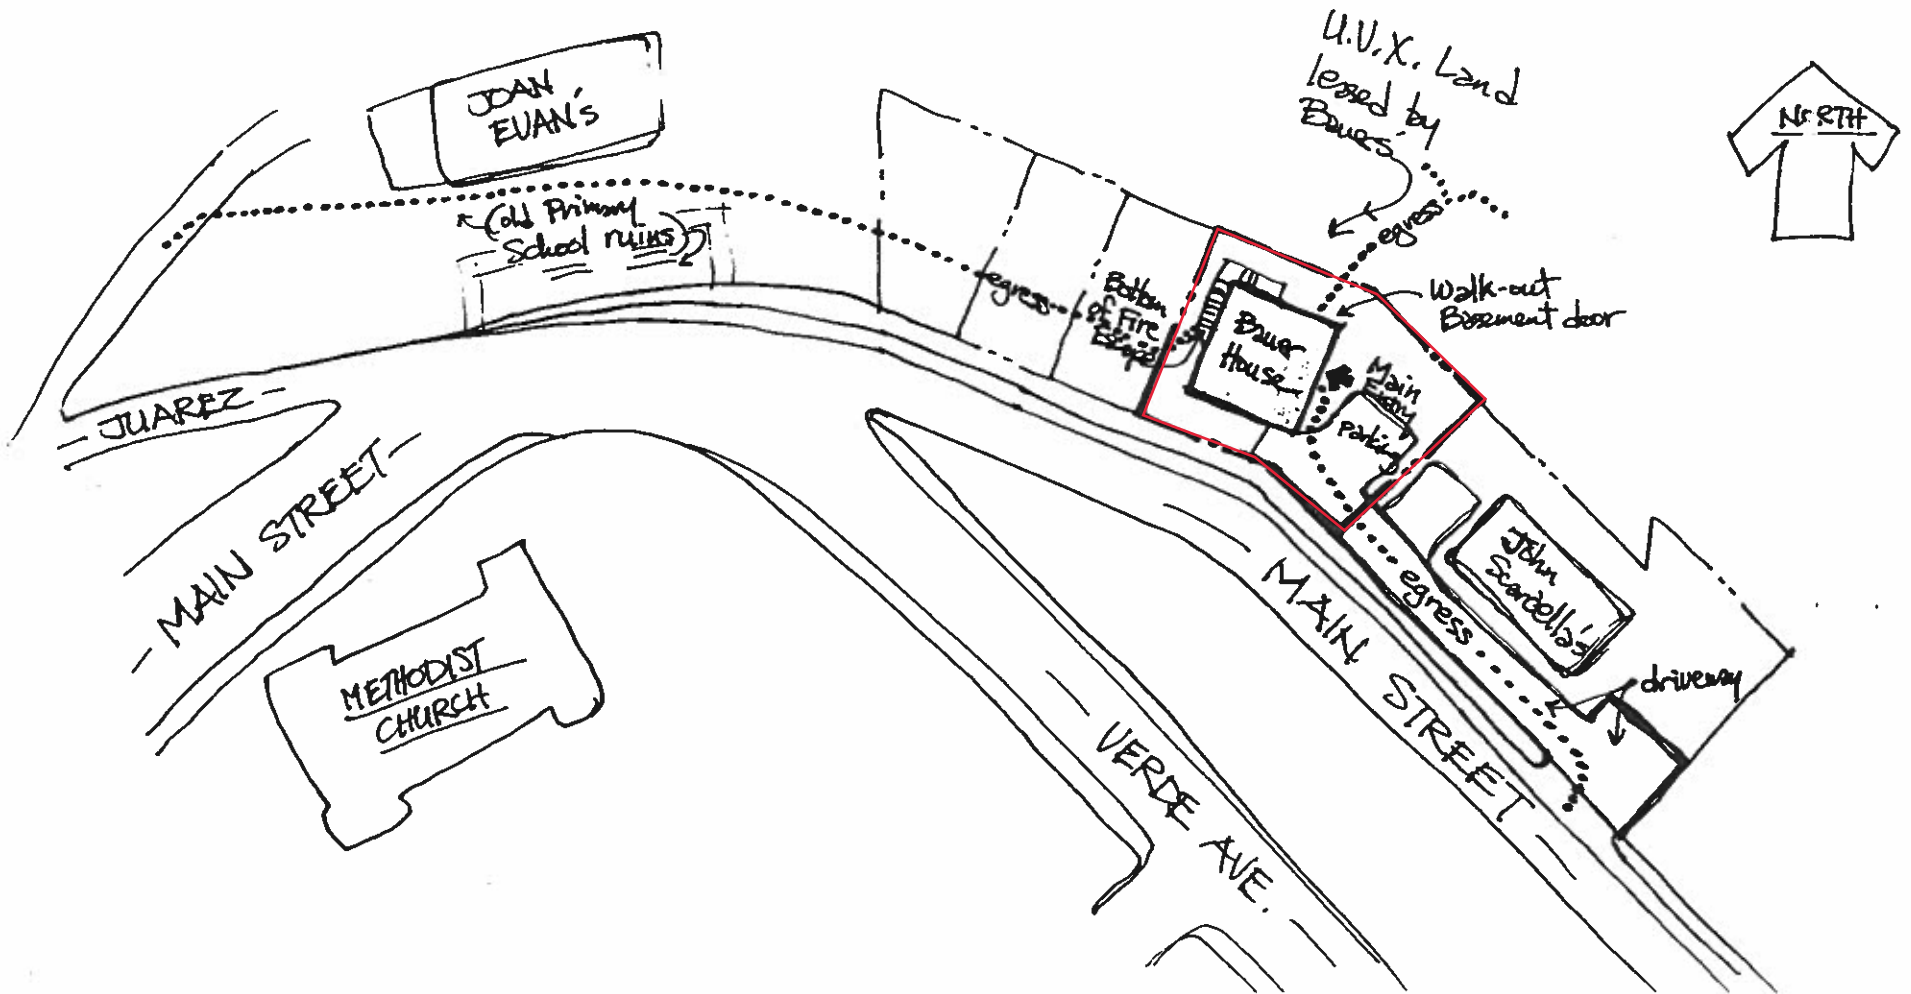 U.V.X. Land
leased by
Bauers'
NORTH
JOAN
EVAN'S
(old Primary
School ruins)
egress
egress
Bottom
of Fire
Escape
Bauer
House
Walk-out
Basement door
Main
Entry
Parking
JUAREZ
MAIN STREET
METHODIST
CHURCH
John
Scardella's
egress
driveway
MAIN STREET
VERDE AVE.